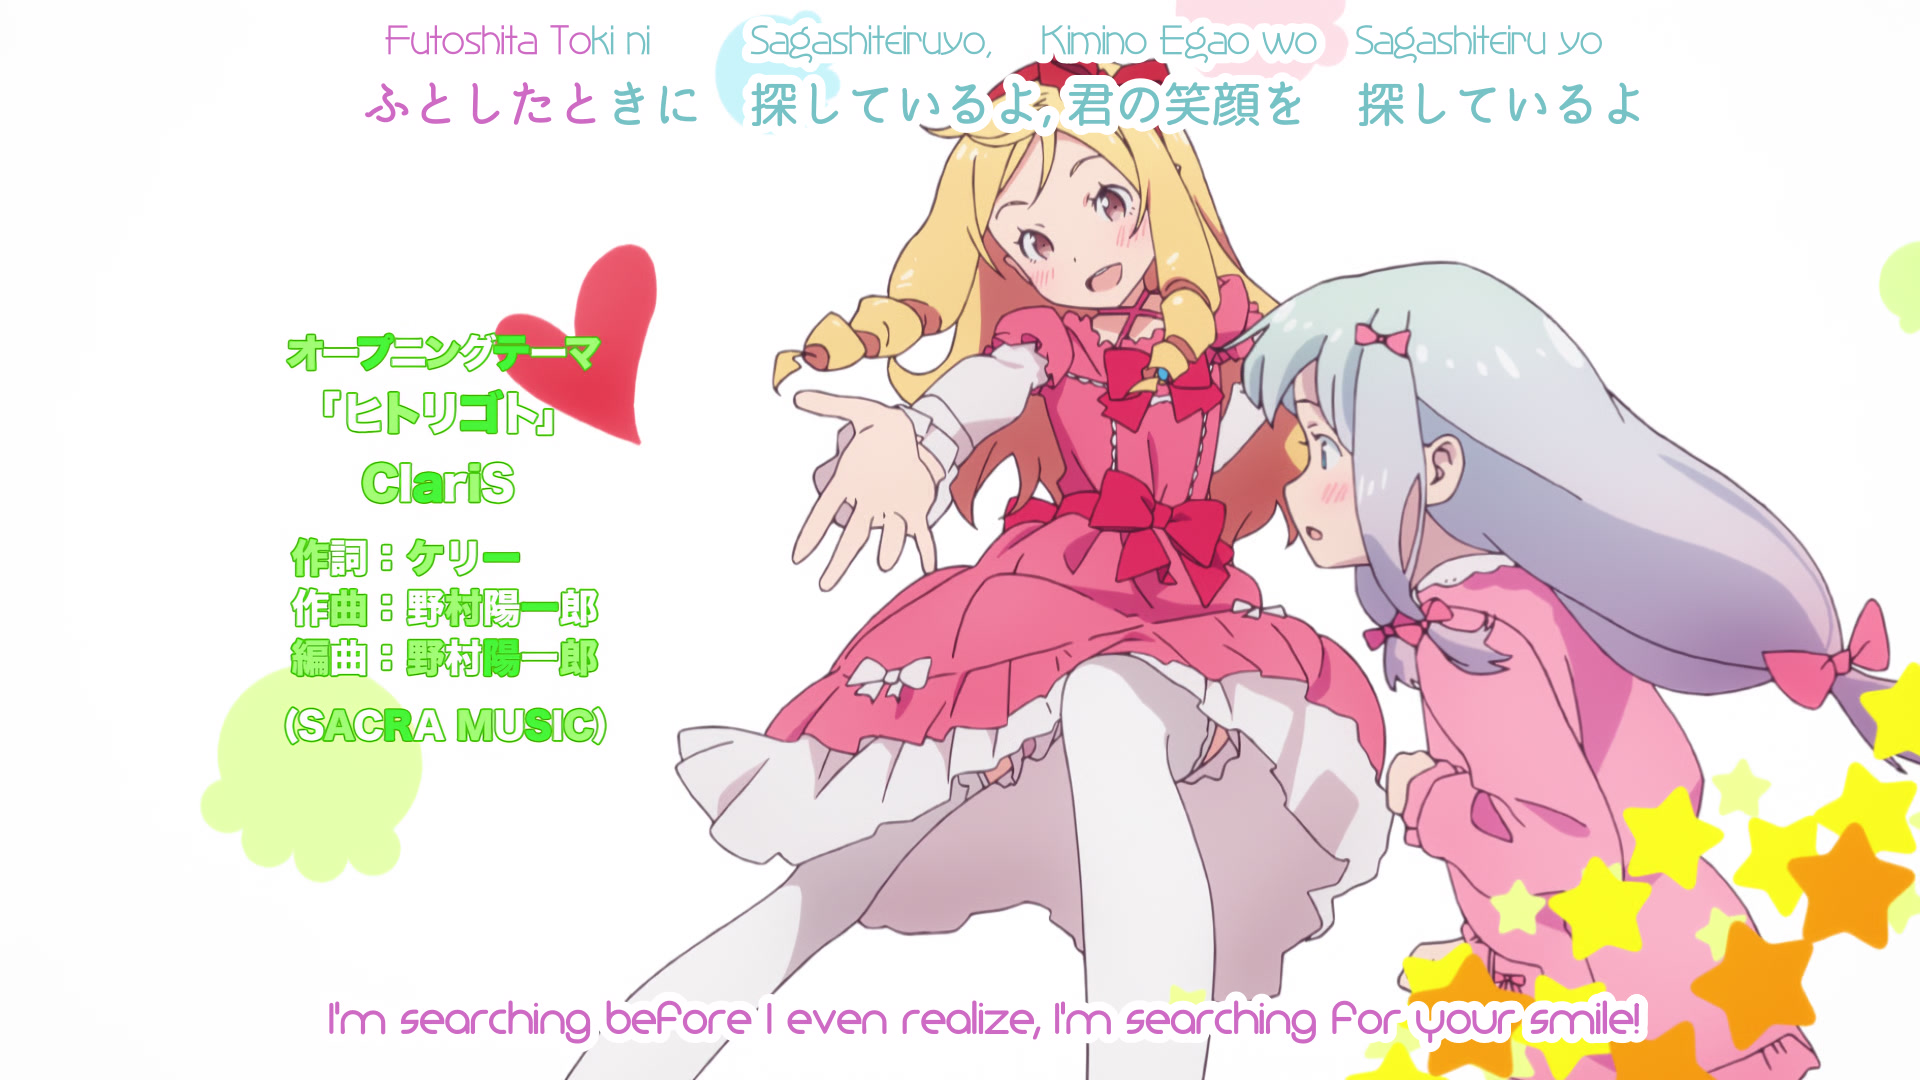 Futoshita Toki ni Sagashiteiruyo, Kimino Egao wo Sagashiteiru yo
ふとしたときに 探しているよ, 君の笑顔を 探しているよ
オープニングテーマ
「ヒトリゴト」
ClariS
作詞：ケリー
作曲：野村陽一郎
編曲：野村陽一郎
(SACRA MUSIC)
I'm searching before I even realize, I'm searching for your smile!